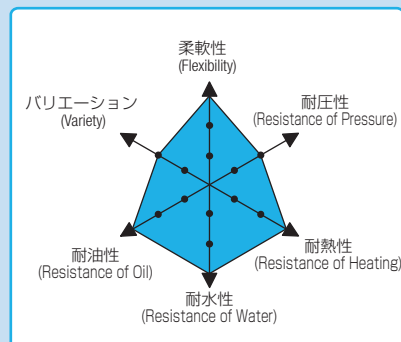 柔軟性
(Flexibility)
バリエーション
(Variety)
耐圧性
(Resistance of Pressure)
耐油性
(Resistance of Oil)
耐熱性
(Resistance of Heating)
耐水性
(Resistance of Water)